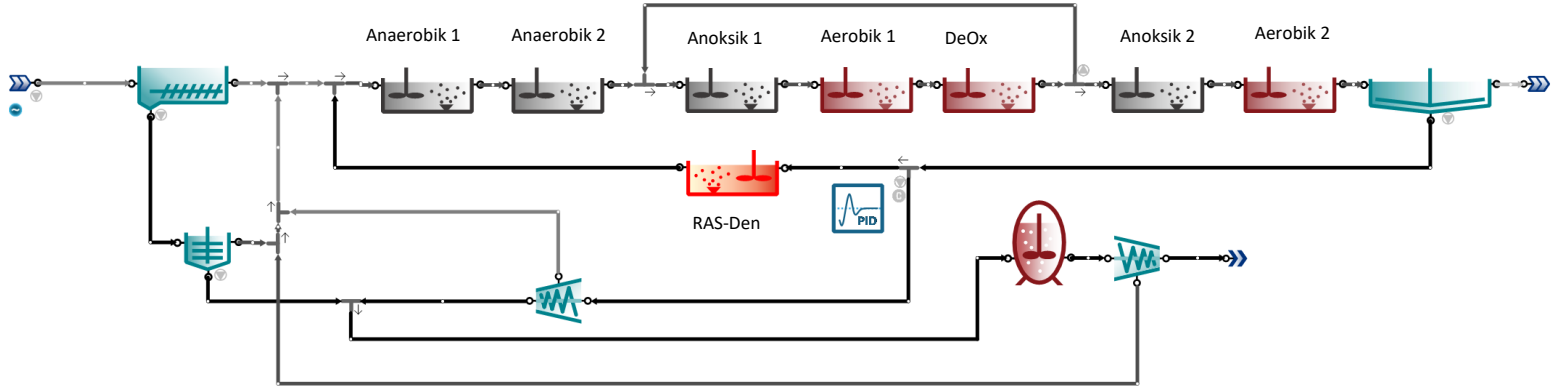 Anaerobik 1
Anaerobik 2
Anoksik 1
Aerobik 1
DeOx
Anoksik 2
Aerobik 2
RAS-Den
PID
C